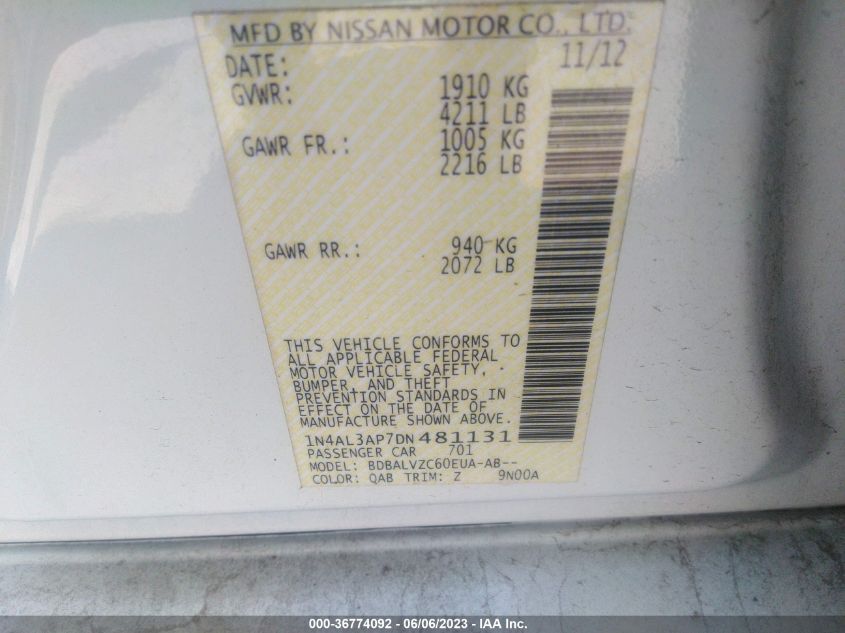 MFD BY NISSAN MOTOR CO., LTD.
DATE: 11/12
GVWR: 1910 KG
4211 LB
GAWR FR.: 1005 KG
2216 LB
GAWR RR.: 940 KG
2072 LB
THIS VEHICLE CONFORMS TO
ALL APPLICABLE FEDERAL
MOTOR VEHICLE SAFETY,
BUMPER, AND THEFT
PREVENTION STANDARDS IN
EFFECT ON THE DATE OF
MANUFACTURE SHOWN ABOVE.
1N4AL3AP7DN481131
PASSENGER CAR 701
MODEL: BDBALVZC60EUA-AB--
COLOR: QAB TRIM: Z 9N00A
000-36774092 - 06/06/2023 - © IAA Inc.